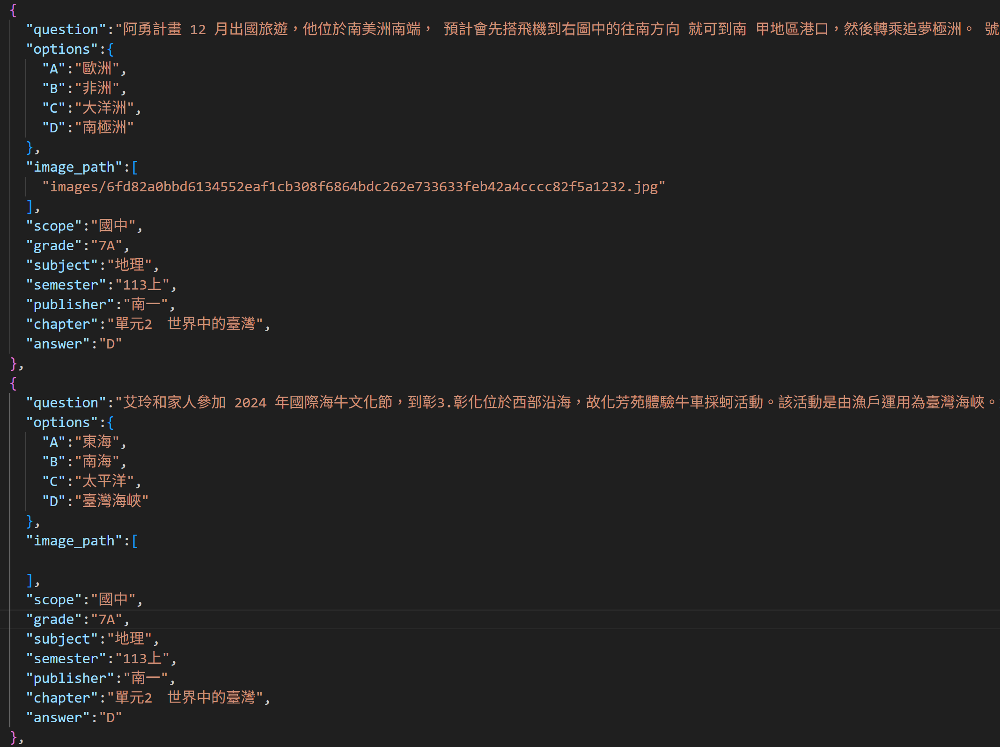 {
"question":"阿勇計畫 12 月出國旅遊，他位於南美洲南端， 預計會先搭飛機到右圖中的往南方向 就可到南 甲地區港口，然後轉乘追夢極洲。 號
"options":{
"A":"歐洲",
"B":"非洲",
"C":"大洋洲",
"D":"南極洲"
},
"image_path":[
"images/6fd82a0bbd6134552eaf1cb308f6864bdc262e733633feb42a4cccc82f5a1232.jpg"
],
"scope":"國中",
"grade":"7A",
"subject":"地理",
"semester":"113上",
"publisher":"南一",
"chapter":"單元2　世界中的臺灣",
"answer":"D"
},
{
"question":"艾玲和家人參加 2024 年國際海牛文化節，到彰3.彰化位於西部沿海，故化芳苑體驗牛車採蚵活動。該活動是由漁戶運用為臺灣海峽。
"options":{
"A":"東海",
"B":"南海",
"C":"太平洋",
"D":"臺灣海峽"
},
"image_path":[
],
"scope":"國中",
"grade":"7A",
"subject":"地理",
"semester":"113上",
"publisher":"南一",
"chapter":"單元2　世界中的臺灣",
"answer":"D"
},